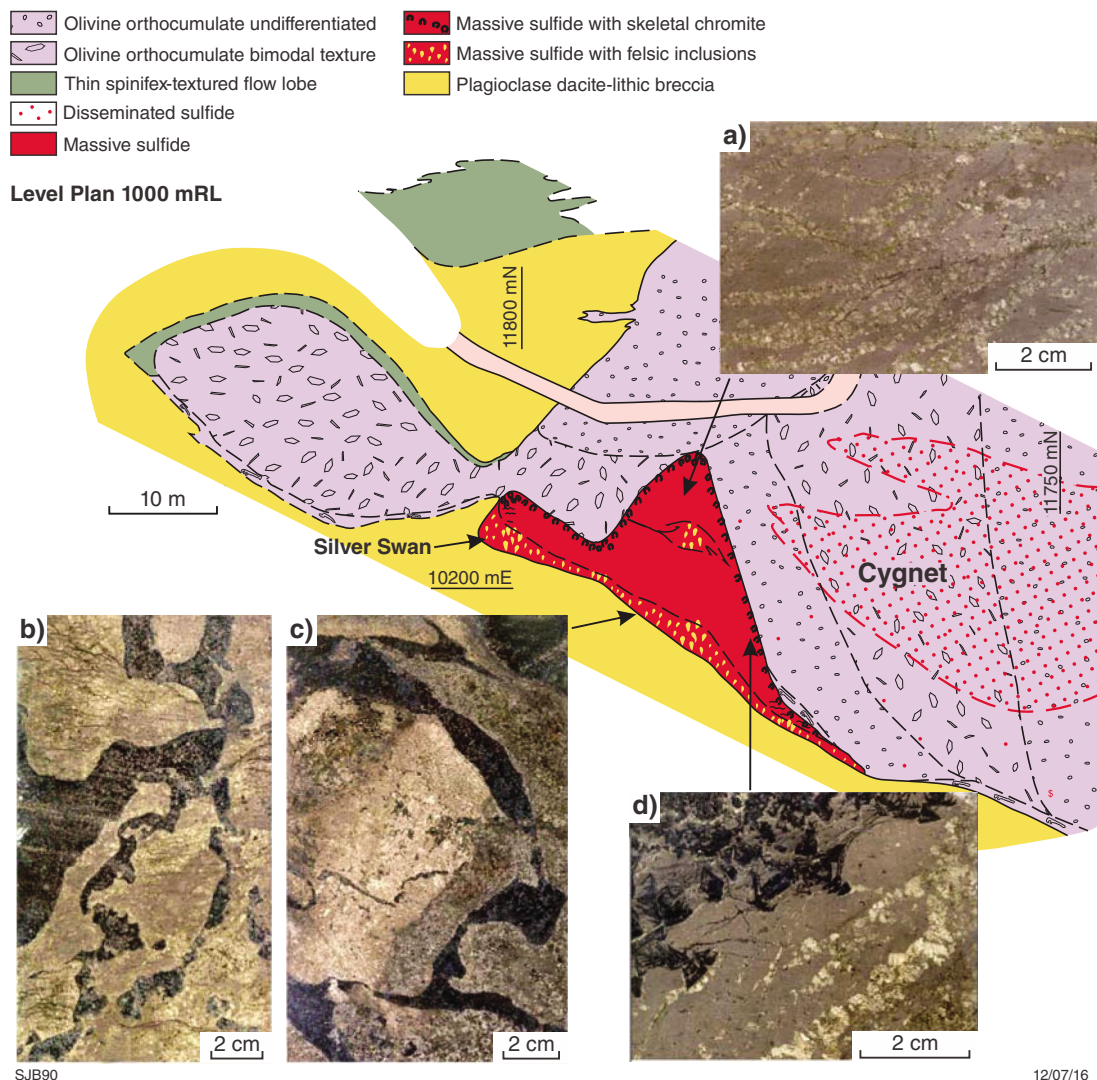 Olivine orthocumulate undifferentiated
Olivine orthocumulate bimodal texture
Thin spinifex-textured flow lobe
Disseminated sulfide
Massive sulfide
Massive sulfide with skeletal chromite
Massive sulfide with felsic inclusions
Plagioclase dacite-lithic breccia
Level Plan 1000 mRL
a)
2 cm
11800 mN
11750 mN
10 m
Silver Swan
10200 mE
Cygnet
$
b)
2 cm
c)
2 cm
d)
2 cm
SJB90
12/07/16